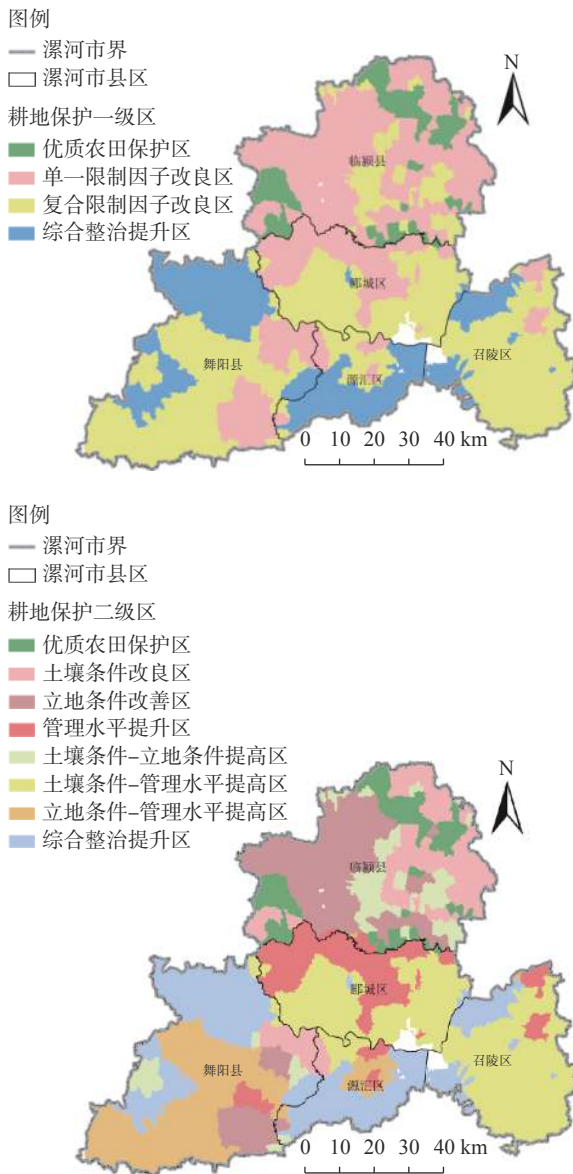 图例
漯河市界
漯河市县区
耕地保护一级区
优质农田保护区
单一限制因子改良区
复合限制因子改良区
综合整治提升区
N
临颍县
郾城区
舞阳县
源汇区
召陵区
0 10 20 30 40 km
图例
漯河市界
漯河市县区
耕地保护二级区
优质农田保护区
土壤条件改良区
立地条件改善区
管理水平提升区
土壤条件–立地条件提高区
土壤条件–管理水平提高区
立地条件–管理水平提高区
综合整治提升区
N
临颍县
郾城区
舞阳县
源汇区
召陵区
0 10 20 30 40 km